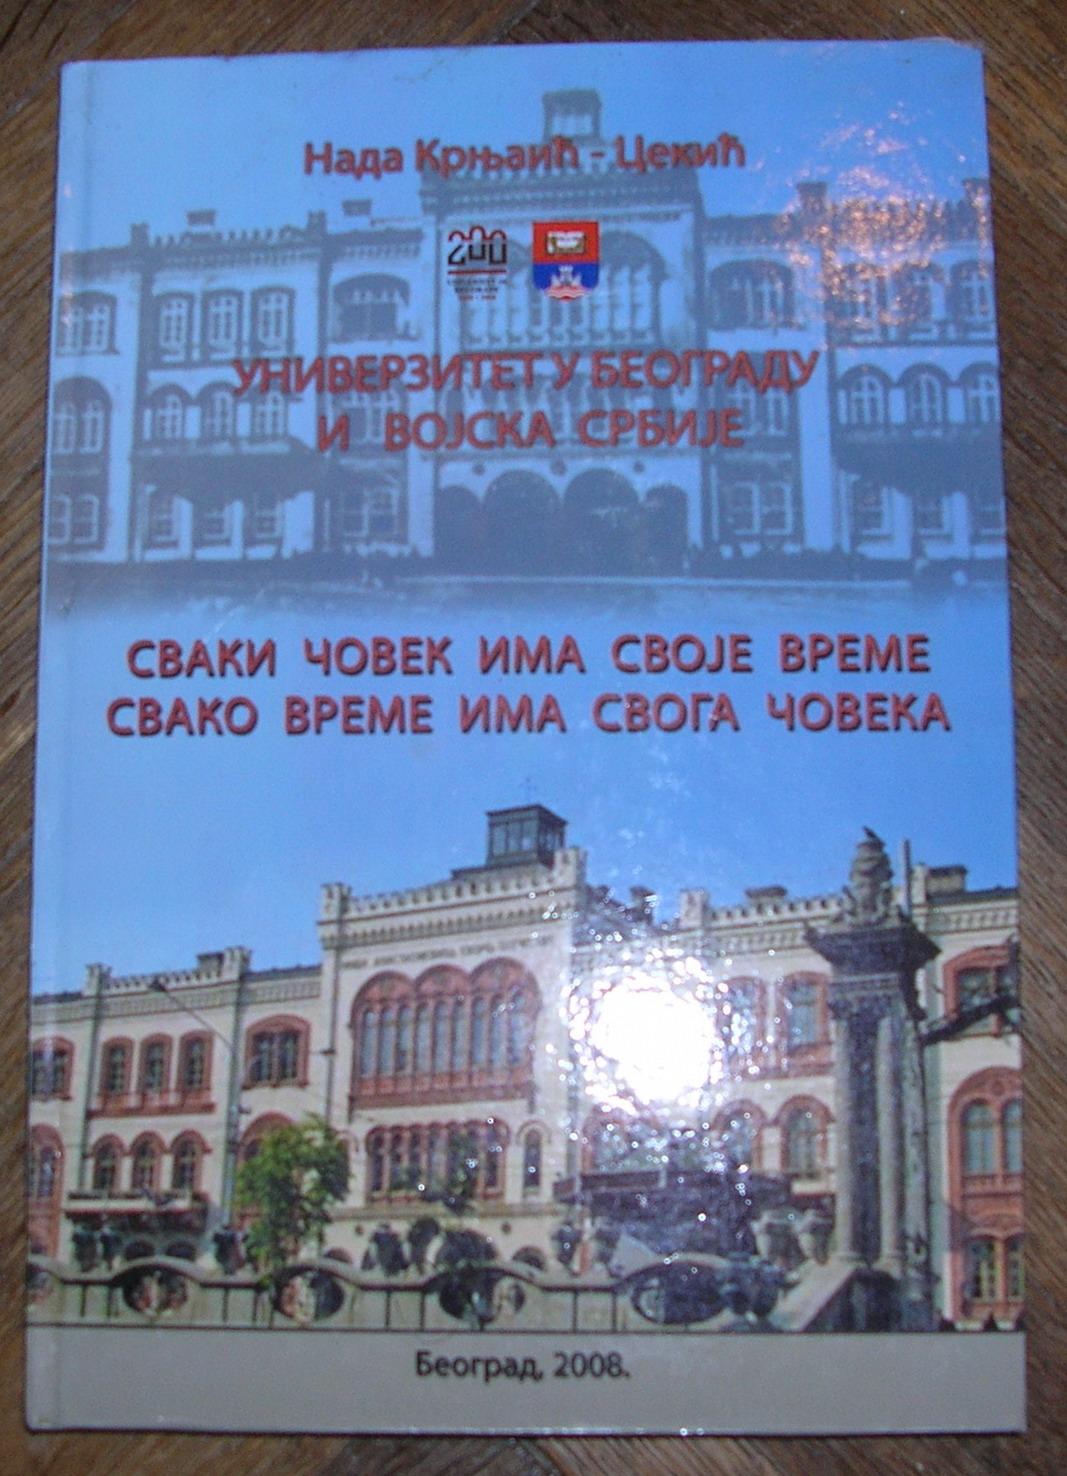 Нада Крњаић - Цекић
200
УНИВЕРЗИТЕТ У БЕОГРАДУ
И ВОЈСКА СРБИЈЕ
СВАКИ ЧОВЕК ИМА СВОЈЕ ВРЕМЕ
СВАКО ВРЕМЕ ИМА СВОГА ЧОВЕКА
Београд, 2008.